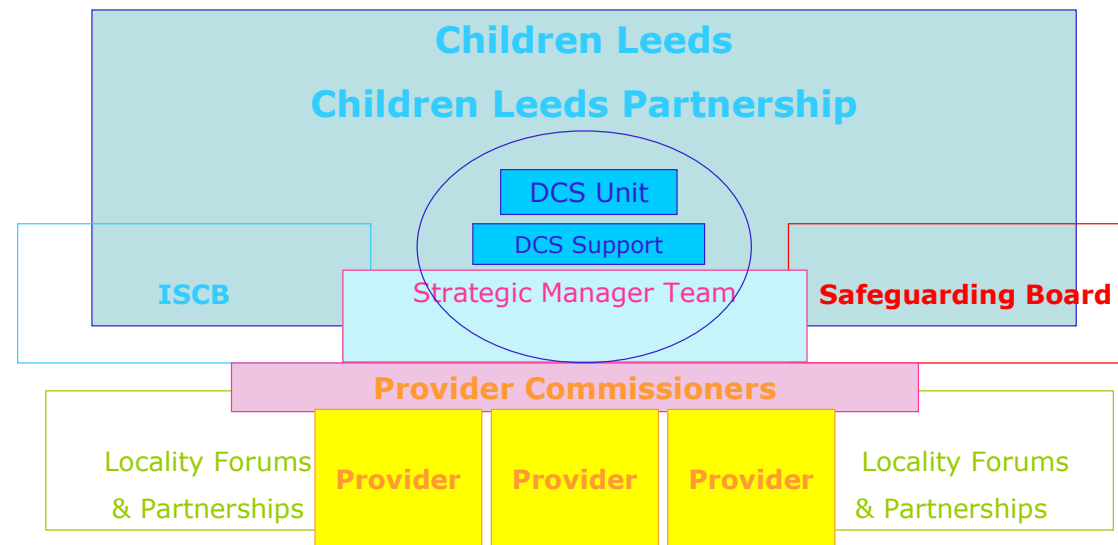 Children Leeds
Children Leeds Partnership
DCS Unit
DCS Support
ISCB
Strategic Manager Team
Safeguarding Board
Provider Commissioners
Locality Forums
& Partnerships
Provider
Provider
Provider
Locality Forums
& Partnerships